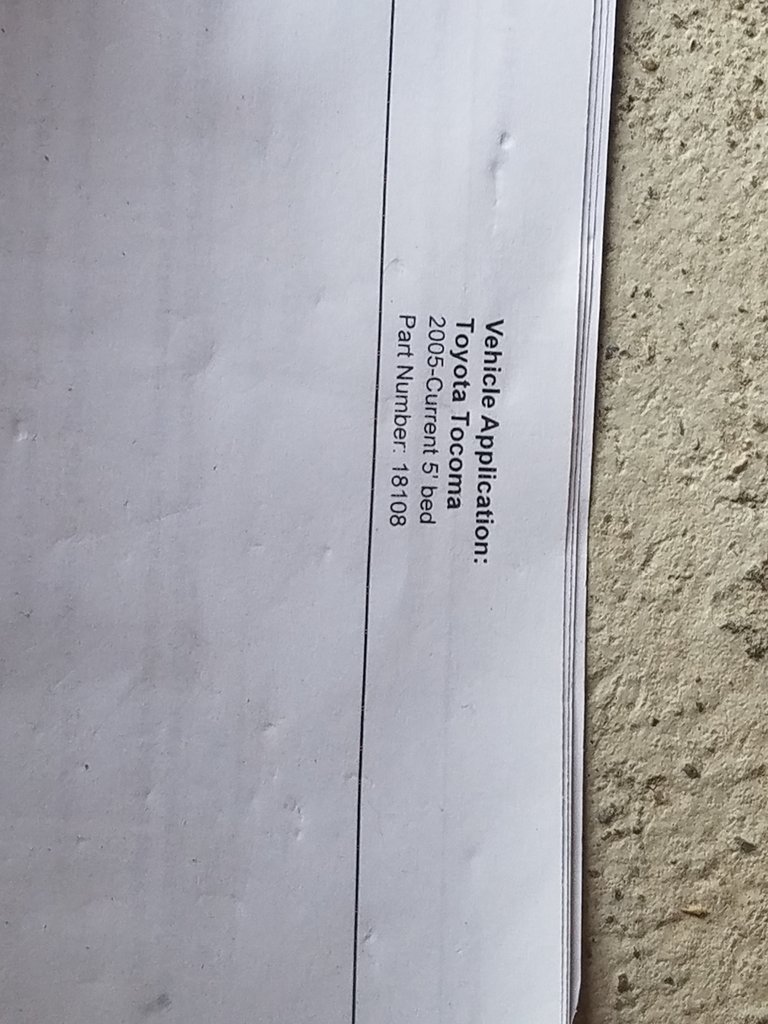 Vehicle Application:
Toyota Tocoma
2005-Current 5' bed
Part Number: 18108